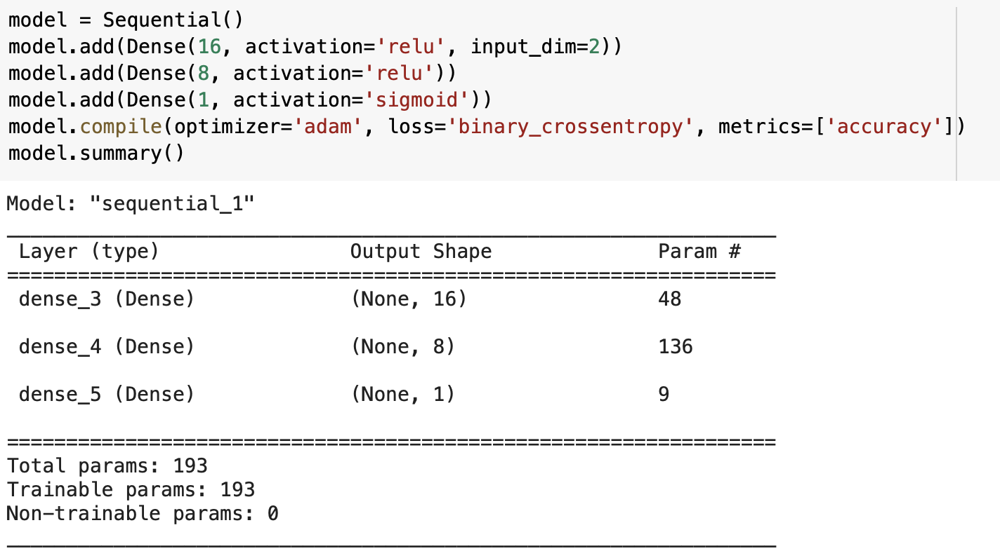 model = Sequential()
model.add(Dense(16, activation='relu', input_dim=2))
model.add(Dense(8, activation='relu'))
model.add(Dense(1, activation='sigmoid'))
model.compile(optimizer='adam', loss='binary_crossentropy', metrics=['accuracy'])
model.summary()
Model: "sequential_1"
_________________________________________________________________
Layer (type) Output Shape Param #
=================================================================
dense_3 (Dense) (None, 16) 48
dense_4 (Dense) (None, 8) 136
dense_5 (Dense) (None, 1) 9
=================================================================
Total params: 193
Trainable params: 193
Non-trainable params: 0
_________________________________________________________________